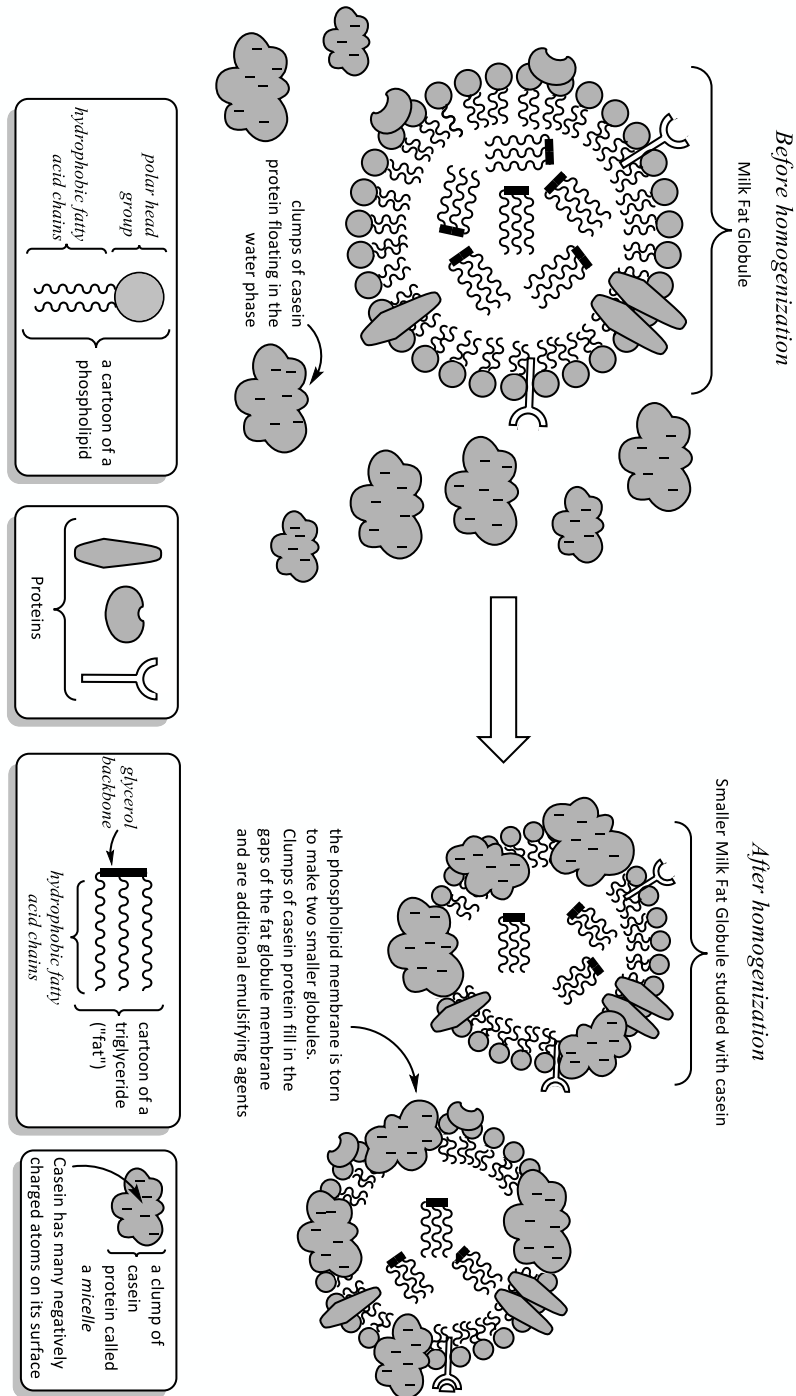 Before homogenization
Milk Fat Globule
clumps of casein
protein floating in the
water phase
After homogenization
Smaller Milk Fat Globule studded with casein
the phospholipid membrane is torn
to make two smaller globules.
Clumps of casein protein fill in the
gaps of the fat globule membrane
and are additional emulsifying agents
polar head
group
hydrophobic fatty
acid chains
a cartoon of a
phospholipid
Proteins
glycerol
backbone
hydrophobic fatty
acid chains
cartoon of a
triglyceride
("fat")
a clump of
casein
protein called
a micelle
Casein has many negatively
charged atoms on its surface